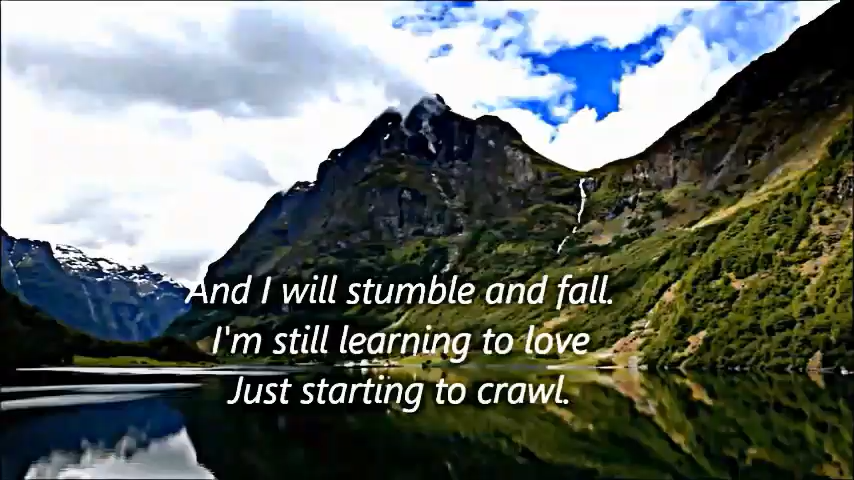 And I will stumble and fall.
I'm still learning to love
Just starting to crawl.